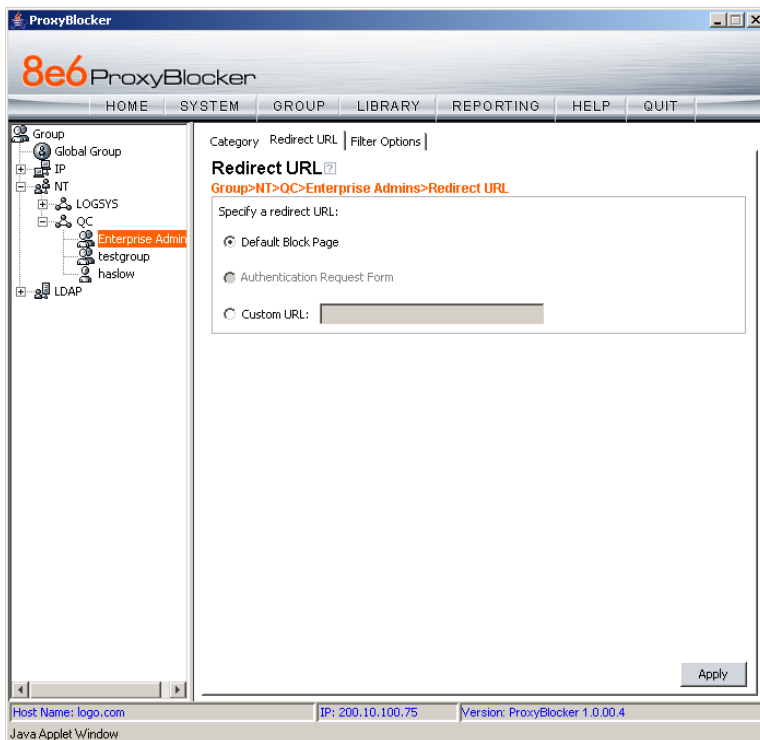 ProxyBlocker
8e6 ProxyBlocker
HOME SYSTEM GROUP LIBRARY REPORTING HELP QUIT
Group
Global Group
IP
NT
LOGSYS
QC
Enterprise Admin
testgroup
haslow
LDAP
Category Redirect URL Filter Options
Redirect URL ?
Group>NT>QC>Enterprise Admins>Redirect URL
Specify a redirect URL:
Default Block Page
Authentication Request Form
Custom URL:
Apply
Host Name: logo.com IP: 200.10.100.75 Version: ProxyBlocker 1.0.00.4
Java Applet Window